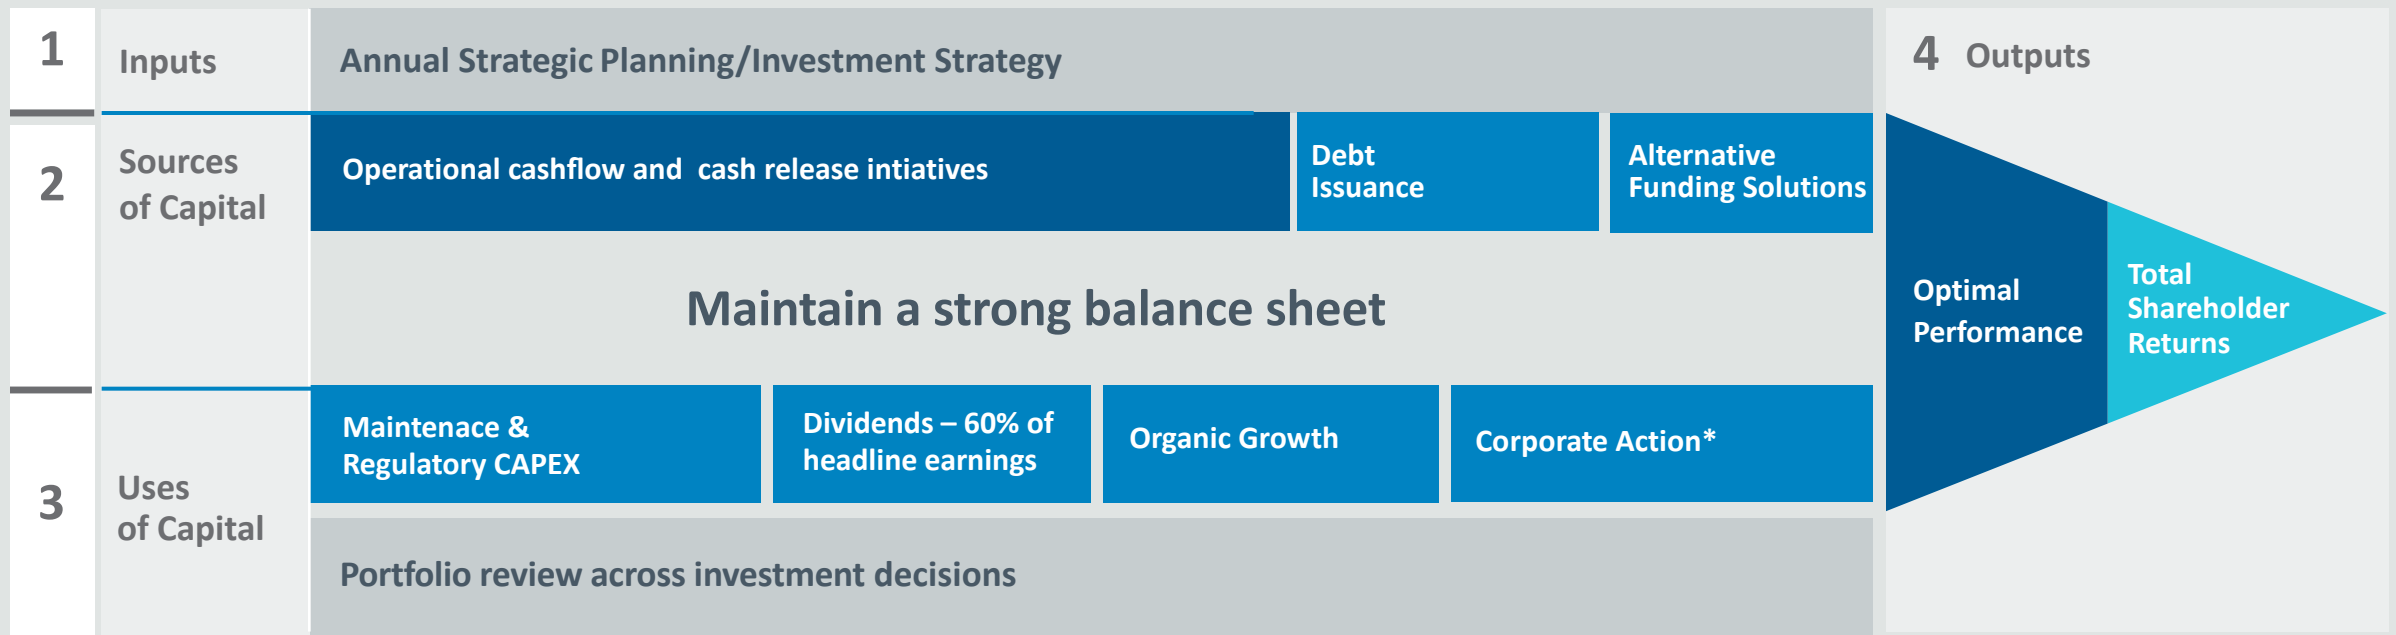 1
Inputs
Annual Strategic Planning/Investment Strategy
2
Sources
of Capital
Operational cashflow and cash release intiatives
Debt
Issuance
Alternative
Funding Solutions
Maintain a strong balance sheet
3
Uses
of Capital
Maintenace &
Regulatory CAPEX
Dividends – 60% of
headline earnings
Organic Growth
Corporate Action*
Portfolio review across investment decisions
4 Outputs
Optimal
Performance
Total
Shareholder
Returns